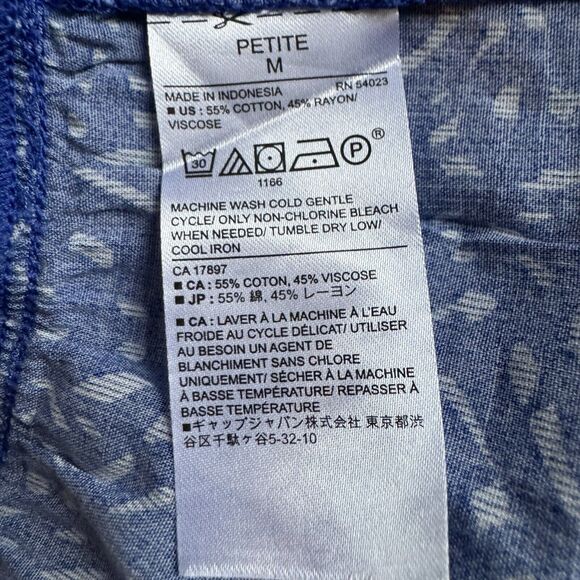 PETITE
M
MADE IN INDONESIA RN 54023
■ US : 55% COTTON, 45% RAYON/
VISCOSE
30 P ®
1166
MACHINE WASH COLD GENTLE
CYCLE/ ONLY NON-CHLORINE BLEACH
WHEN NEEDED/ TUMBLE DRY LOW/
COOL IRON
CA 17897
■ CA : 55% COTON, 45% VISCOSE
■ JP : 55% 綿, 45% レーヨン
■ CA : LAVER À LA MACHINE À L'EAU
FROIDE AU CYCLE DÉLICAT/ UTILISER
AU BESOIN UN AGENT DE
BLANCHIMENT SANS CHLORE
UNIQUEMENT/ SÉCHER À LA MACHINE
À BASSE TEMPÉRATURE/ REPASSER À
BASSE TEMPÉRATURE
■ギャップジャパン株式会社 東京都渋
谷区千駄ヶ谷5-32-10